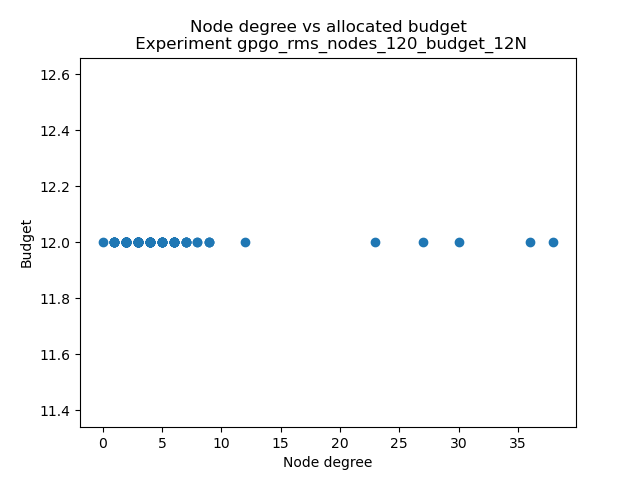 Node degree vs allocated budget
Experiment gpgo_rms_nodes_120_budget_12N
12.6
12.4
12.2
12.0
11.8
11.6
11.4
Budget
0 5 10 15 20 25 30 35
Node degree